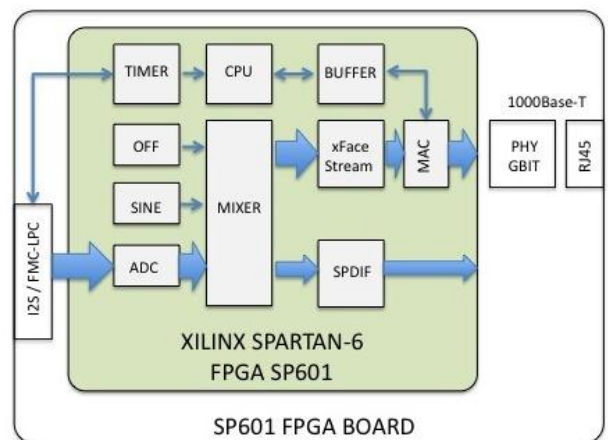 TIMER
CPU
BUFFER
1000Base-T
OFF
MIXER
xFace
Stream
MAC
PHY
GBIT
RJ45
SINE
I2S / FMC-LPC
ADC
SPDIF
XILINX SPARTAN-6
FPGA SP601
SP601 FPGA BOARD